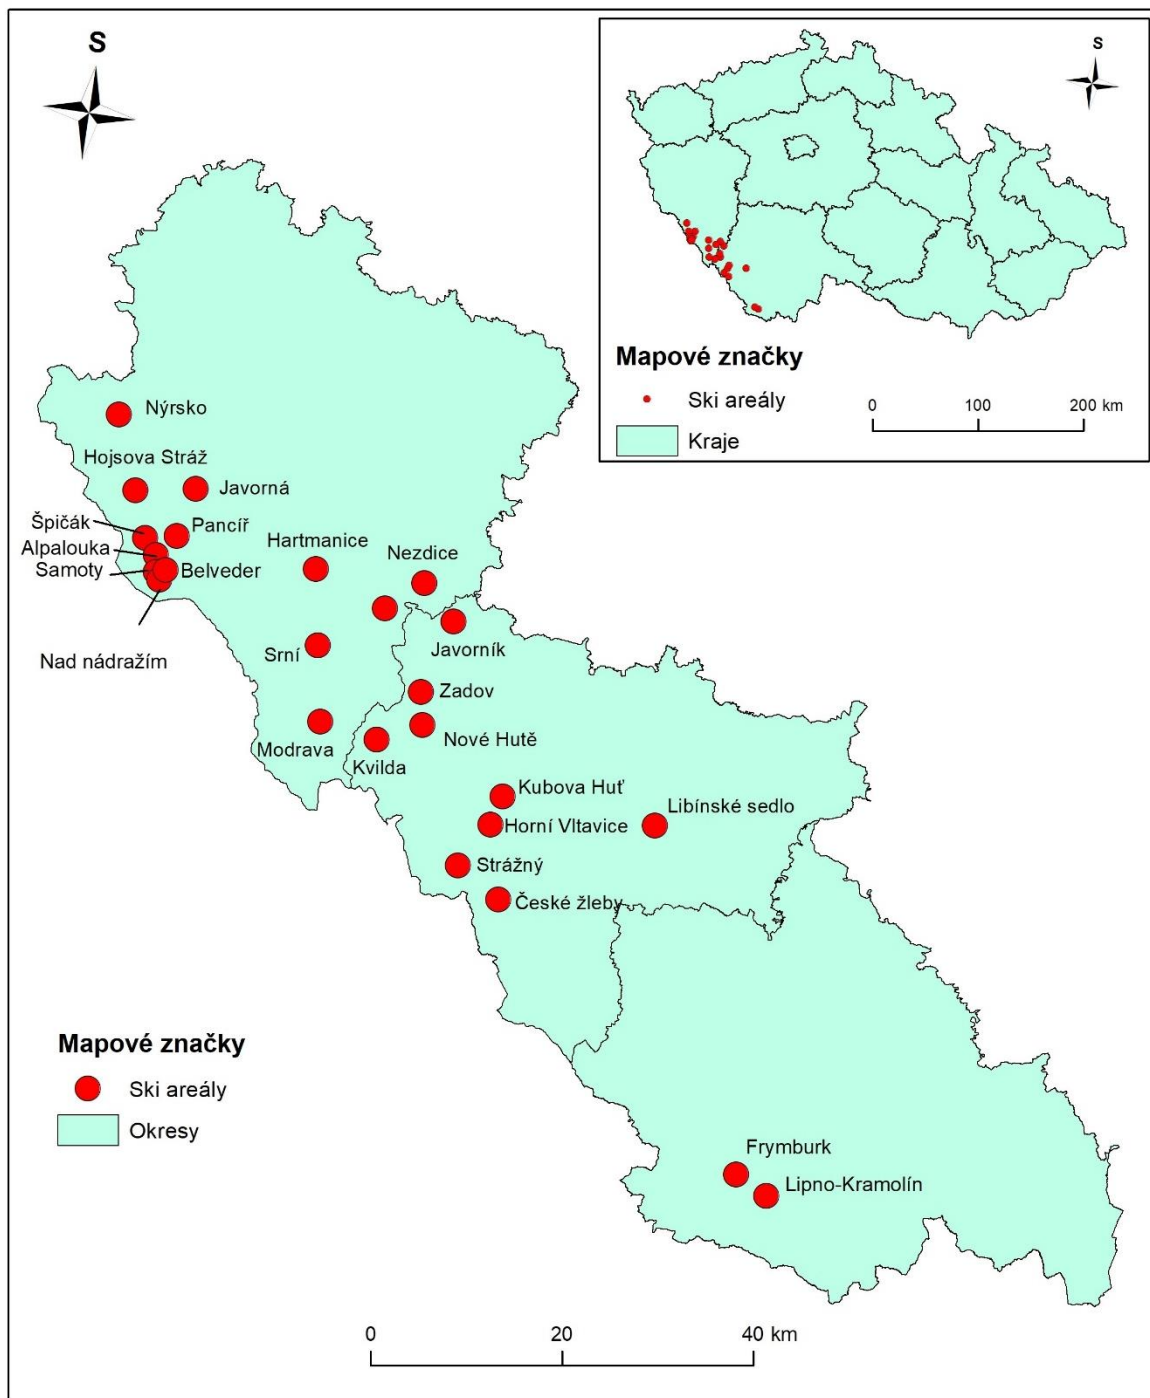 S
S
Mapové značky
Ski areály
Kraje
0 100 200 km
Nýrsko
Hojsova Stráž
Javorná
Špičák
Pancíř
Alpalouka
Samoty
Belveder
Hartmanice
Nezdice
Nad nádražím
Srní
Javorník
Zadov
Modrava
Nové Hutě
Kvilda
Kubova Huť
Libínské sedlo
Horní Vltavice
Strážný
České žleby
Mapové značky
Ski areály
Okresy
Frymburk
Lipno-Kramolín
0 20 40 km